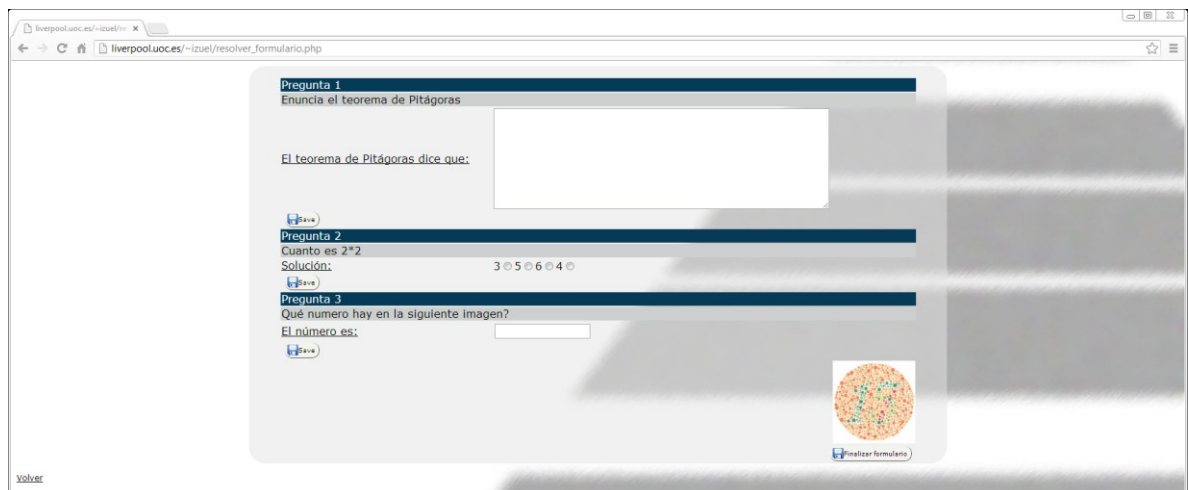 liverpool.uoc.es/~izuel/re
liverpool.uoc.es/~izuel/resolver_formulario.php
Pregunta 1
Enuncia el teorema de Pitágoras
El teorema de Pitágoras dice que:
Save
Pregunta 2
Cuanto es 2*2
Solución: 3 5 6 4
Save
Pregunta 3
Qué numero hay en la siguiente imagen?
El número es:
Save
15
Finalizar formulario
Volver